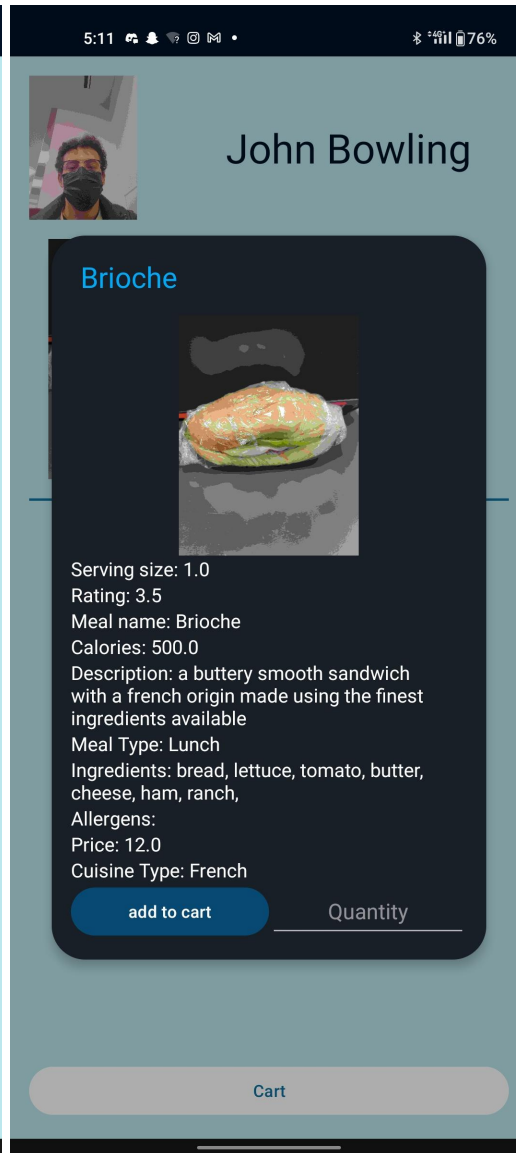 5:11
4G
76%
John Bowling
Brioche
Serving size: 1.0
Rating: 3.5
Meal name: Brioche
Calories: 500.0
Description: a buttery smooth sandwich
with a french origin made using the finest
ingredients available
Meal Type: Lunch
Ingredients: bread, lettuce, tomato, butter,
cheese, ham, ranch,
Allergens:
Price: 12.0
Cuisine Type: French
add to cart
Quantity
Cart